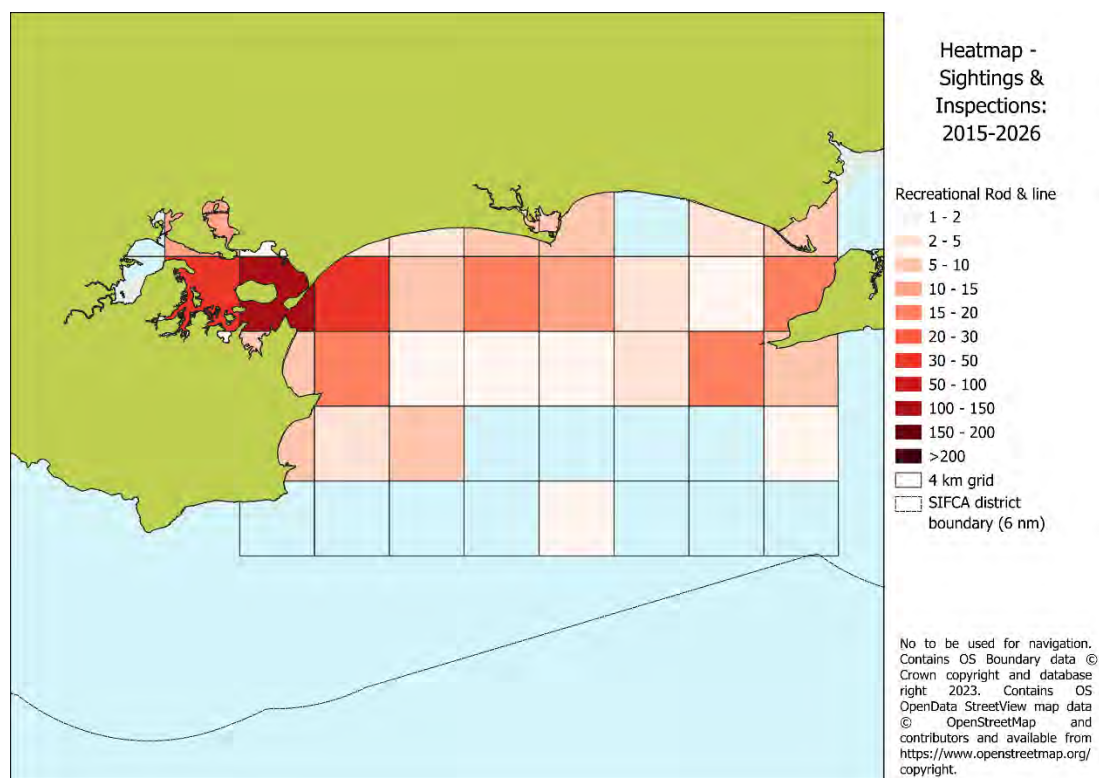 Heatmap -
Sightings &
Inspections:
2015-2026
Recreational Rod & line
1 - 2
2 - 5
5 - 10
10 - 15
15 - 20
20 - 30
30 - 50
50 - 100
100 - 150
150 - 200
>200
4 km grid
SIFCA district
boundary (6 nm)
No to be used for navigation.
Contains OS Boundary data ©
Crown copyright and database
right 2023. Contains OS
OpenData StreetView map data
© OpenStreetMap and
contributors and available from
https://www.openstreetmap.org/
copyright.